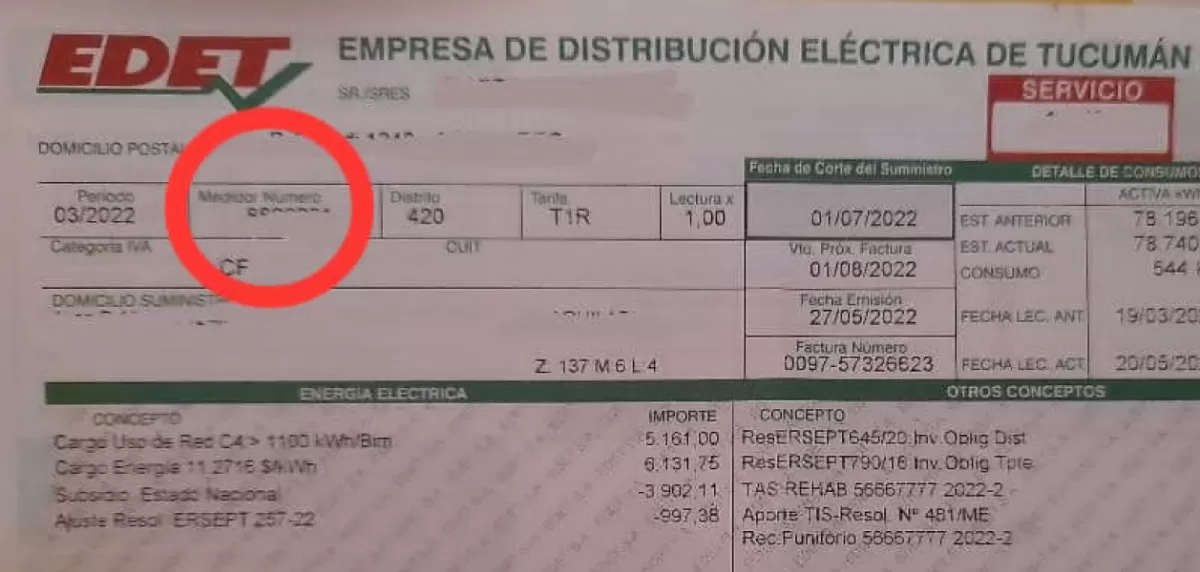 EDET
EMPRESA DE DISTRIBUCIÓN ELÉCTRICA DE TUCUMÁN
SR./SRES
SERVICIO
DOMICILIO POSTAL
Fecha de Corte del Suministro
DETALLE DE CONSUMO
Periodo
Medidor Número
Distrito
Tarifa
Lectura x
ACTIVA
03/2022
420
T1R
1,00
01/07/2022
EST. ANTERIOR
78 196
Categoría IVA
CUIT
Vto. Próx. Factura
EST. ACTUAL
78.740
CF
01/08/2022
CONSUMO
544
DOMICILIO
Fecha Emisión
27/05/2022
FECHA LEC. ANT.
19/03/20
Z: 137 M:6 L:4
Factura Número
0097-57326623
FECHA LEC. ACT.
20/05/20
ENERGÍA ELÉCTRICA
OTROS CONCEPTOS
CONCEPTO
IMPORTE
CONCEPTO
Cargo Uso de Red C4 > 1100 kWh/Bim
5.161,00
ResERSEPT645/20:Inv.Oblig Dist
Cargo Energía 11.2716 $/kWh
6.131,75
ResERSEPT790/16:Inv.Oblig Tpte
Subsidio Estado Nacional
-3.902,11
TAS REHAB 56667777 2022-2
Ajuste Resol. ERSEPT 257-22
-997,38
Aporte TIS-Resol. N° 481/ME
Rec.Punitorio 56667777 2022-2